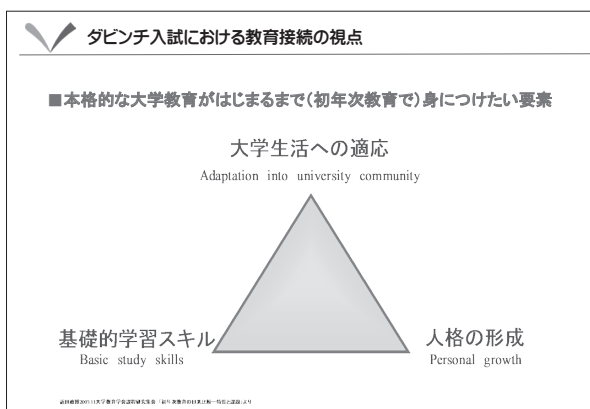 ダビンチ入試における教育接続の視点
■本格的な大学教育がはじまるまで(初年次教育で)身につけたい要素
大学生活への適応
Adaptation into university community
基礎的学習スキル
Basic study skills
人格の形成
Personal growth